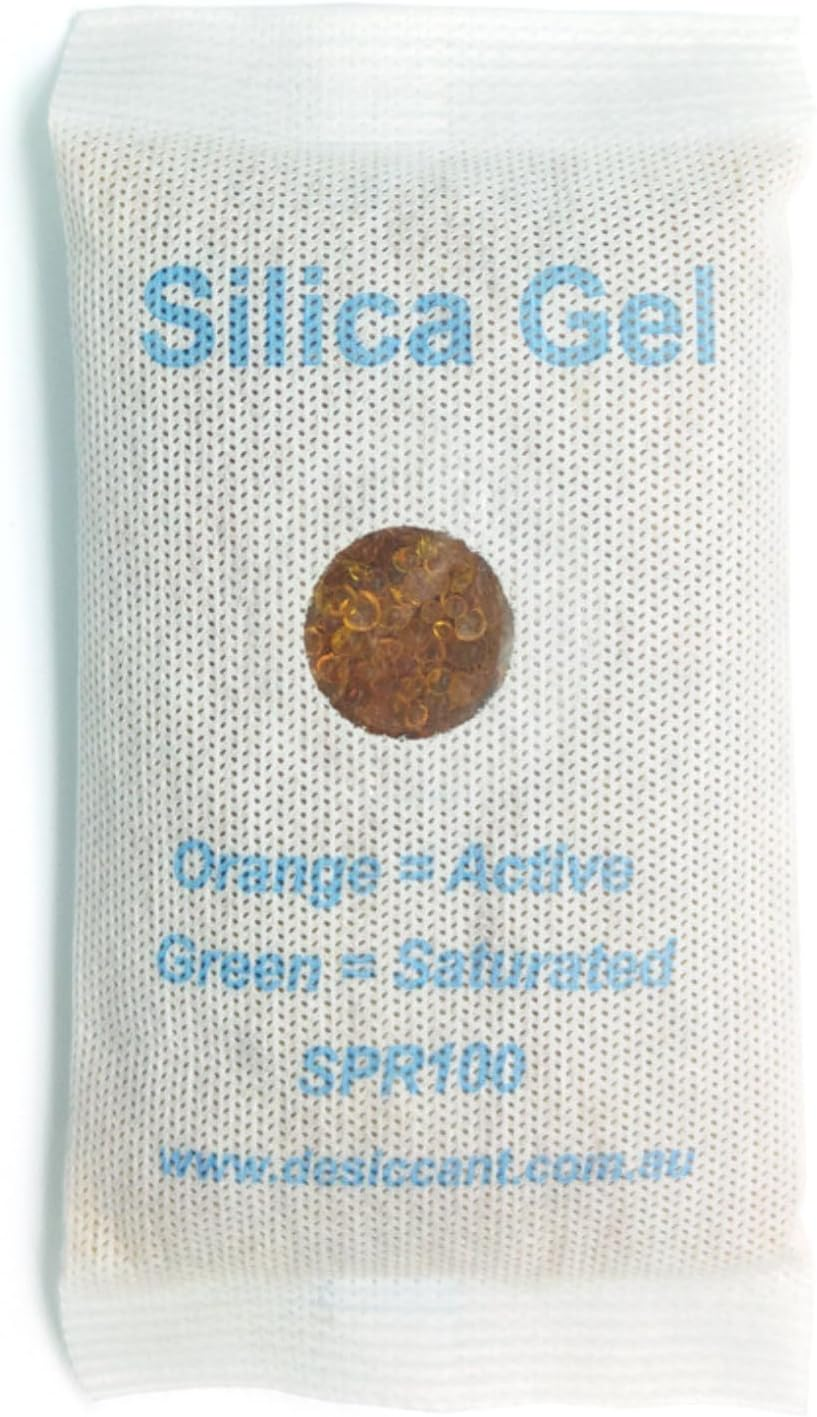 Silica Gel
Orange = Active
Green = Saturated
SPR100
www.desiccant.com.au